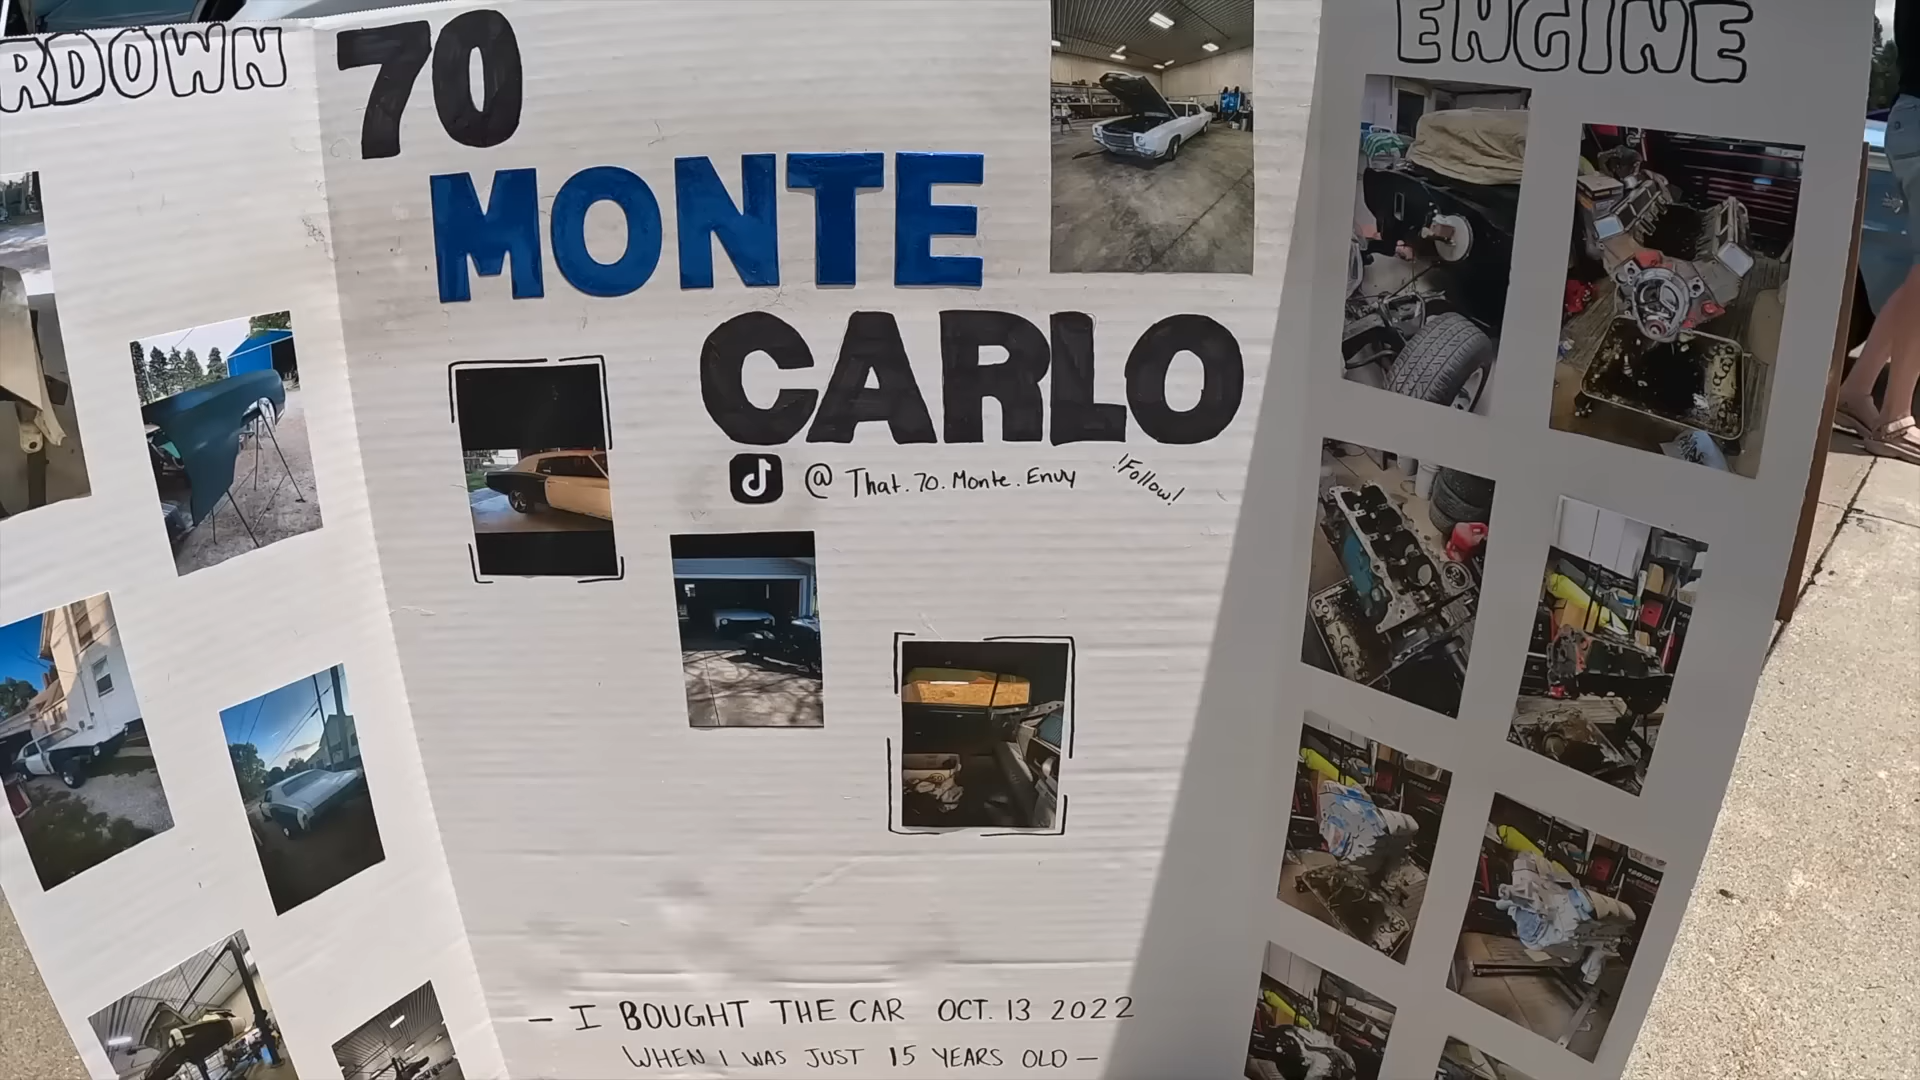 RDOWN
70
MONTE
CARLO
@ That.70.Monte.Envy
!Follow!
ENGINE
- I BOUGHT THE CAR OCT. 13 2022
WHEN I WAS JUST 15 YEARS OLD -